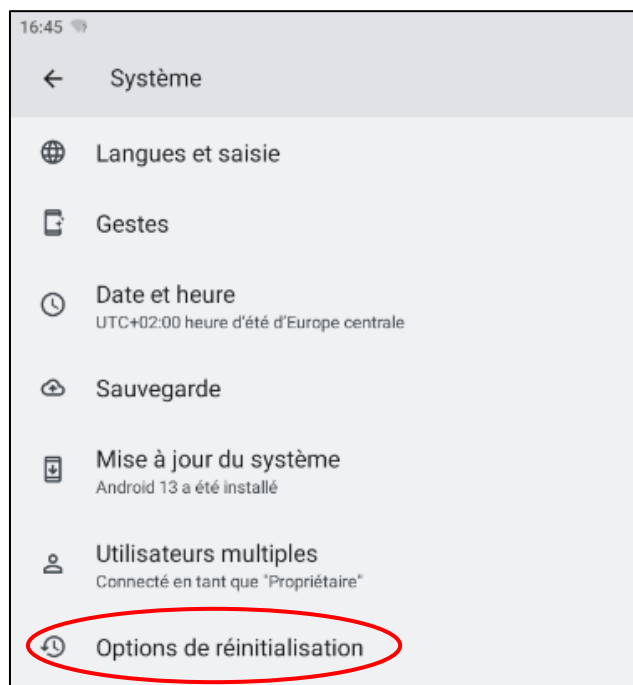 16:45
Système
Langues et saisie
Gestes
Date et heure
UTC+02:00 heure d'été d'Europe centrale
Sauvegarde
Mise à jour du système
Android 13 a été installé
Utilisateurs multiples
Connecté en tant que "Propriétaire"
Options de réinitialisation